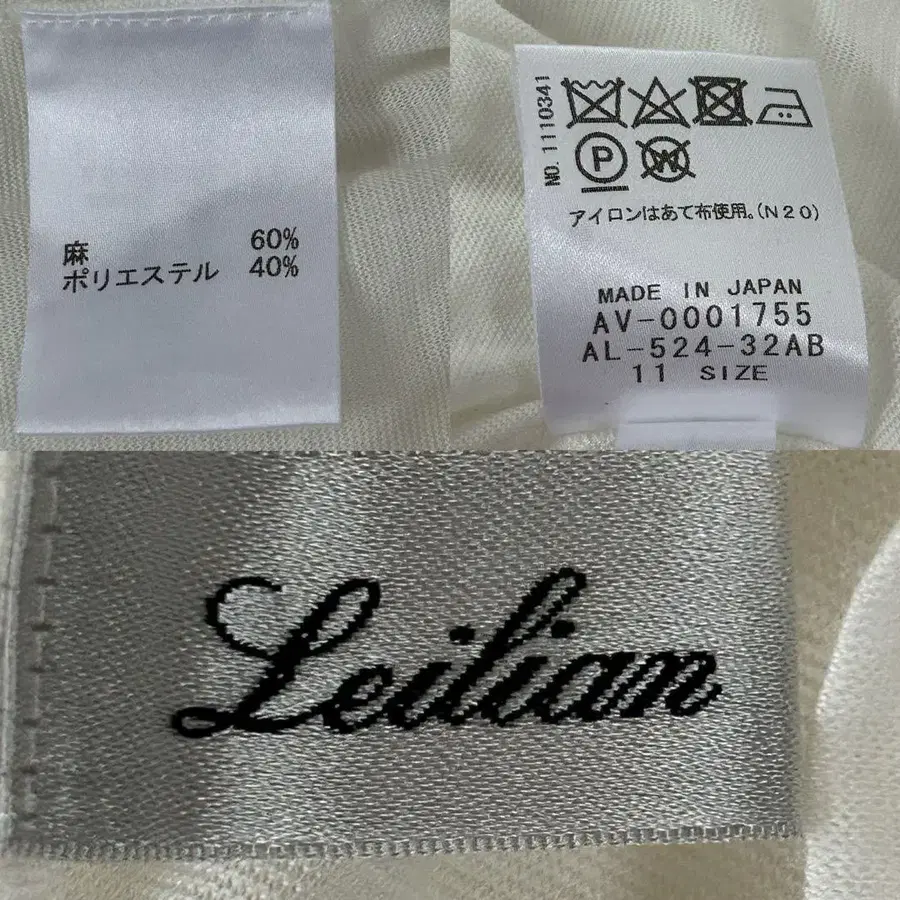 麻 60%
ポリエステル 40%
NO.1110341
P
W
アイロンはあて布使用。(N20)
MADE IN JAPAN
AV-0001755
AL-524-32AB
11 SIZE
Leilian